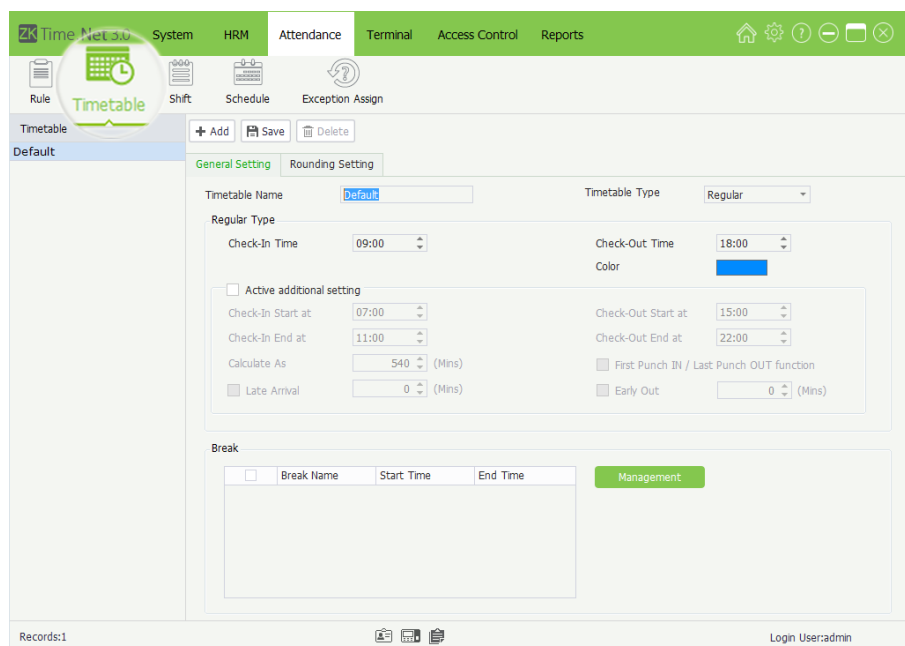 ZK Time.Net 3.0 System HRM Attendance Terminal Access Control Reports
Rule Timetable Shift Schedule Exception Assign
Timetable Add Save Delete
Default
General Setting Rounding Setting
Timetable Name Default Timetable Type Regular
Regular Type
Check-In Time 09:00 Check-Out Time 18:00
Color
Active additional setting
Check-In Start at 07:00 Check-Out Start at 15:00
Check-In End at 11:00 Check-Out End at 22:00
Calculate As 540 (Mins) First Punch IN / Last Punch OUT function
Late Arrival 0 (Mins) Early Out 0 (Mins)
Break
Break Name Start Time End Time Management
Records:1 Login User:admin